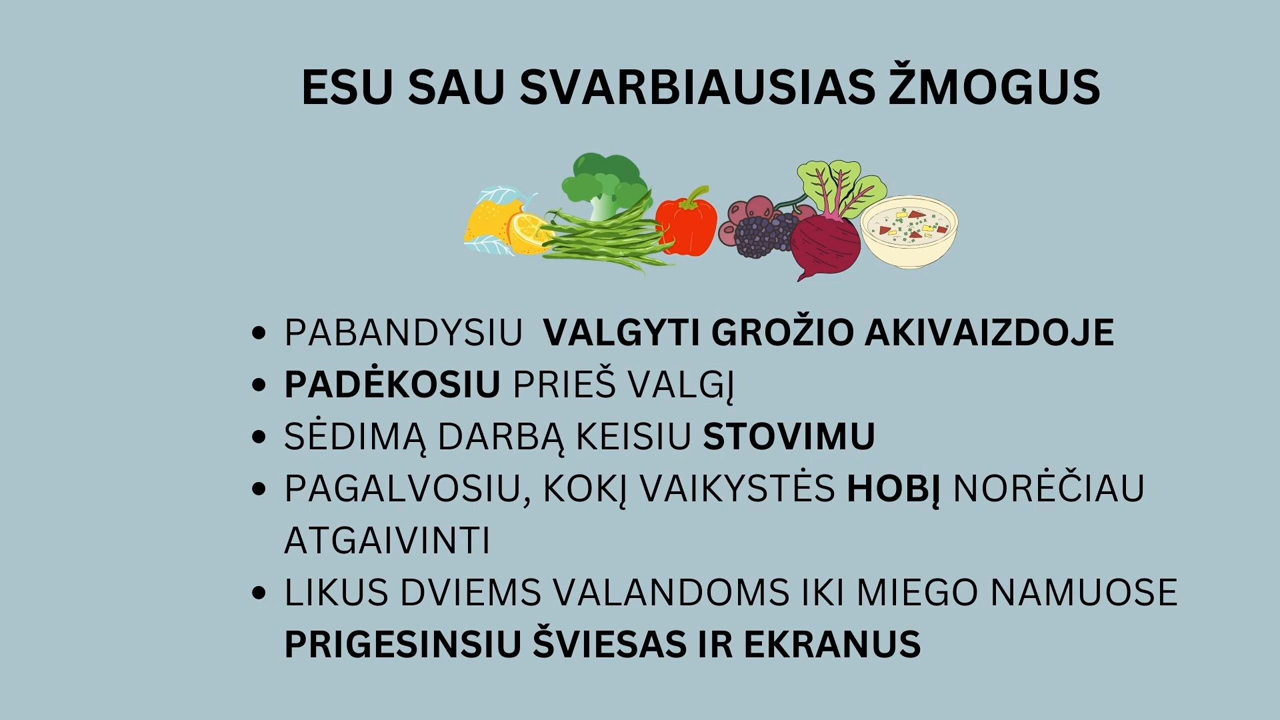 ESU SAU SVARBIAUSIAS ŽMOGUS
• PABANDYSIU VALGYTI GROŽIO AKIVAIZDOJE
• PADĖKOSIU PRIEŠ VALGĮ
• SĖDIMĄ DARBĄ KEISIU STOVIMU
• PAGALVOSIU, KOKĮ VAIKYSTĖS HOBĮ NORĖČIAU
ATGAIVINTI
• LIKUS DVIEMS VALANDOMS IKI MIEGO NAMUOSE
PRIGESINSIU ŠVIESAS IR EKRANUS